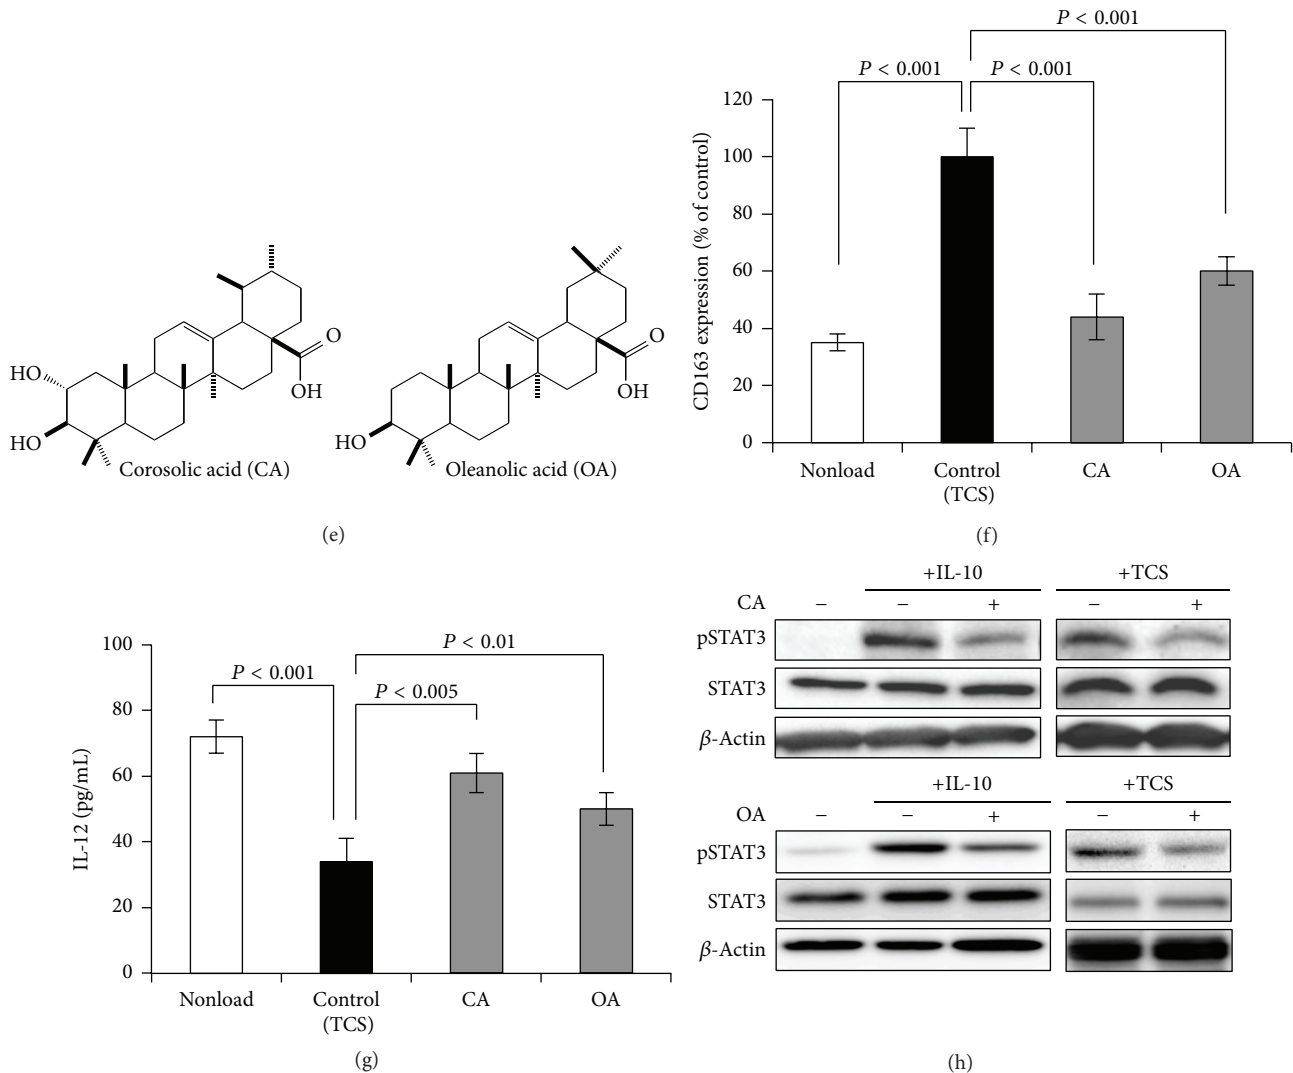 HO
HO
O
OH
Corosolic acid (CA)
HO
O
OH
Oleanolic acid (OA)
(e)
P < 0.001
P < 0.001
P < 0.001
CD163 expression (% of control)
120
100
80
60
40
20
0
Nonload
Control
(TCS)
CA
OA
(f)
IL-12 (pg/mL)
100
80
60
40
20
0
P < 0.01
P < 0.001
P < 0.005
Nonload
Control
(TCS)
CA
OA
(g)
+IL-10 +TCS
CA − − + − +
pSTAT3
STAT3
β-Actin
+IL-10 +TCS
OA − − + − +
pSTAT3
STAT3
β-Actin
(h)